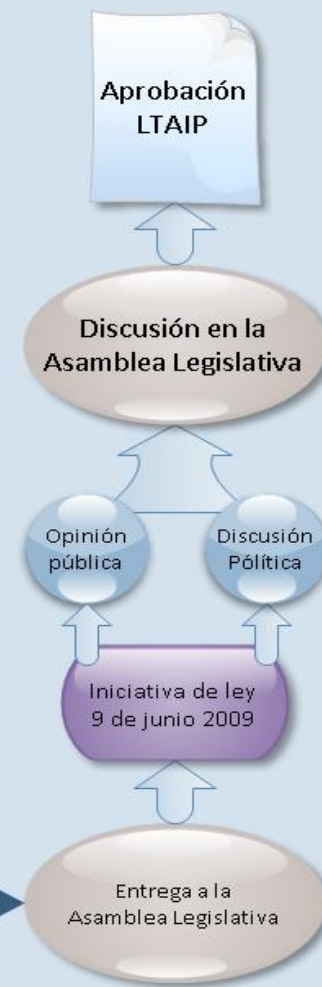 Aprobación
LTAIP
Discusión en la
Asamblea Legislativa
Opinión
pública
Discusión
Pólítica
Iniciativa de ley
9 de junio 2009
Entrega a la
Asamblea Legislativa